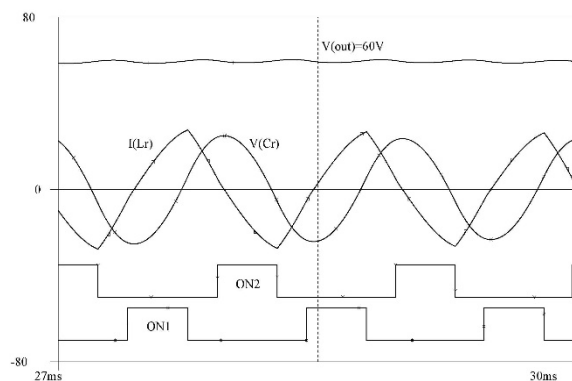 80
V(out)=60V
I(Lr)
V(Cr)
0
ON2
ON1
-80
27ms
30ms